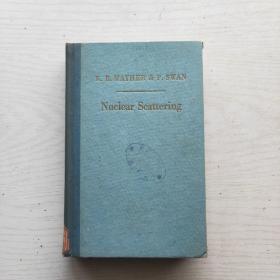 K. B. MATHER & P. SWAN
Nuclear Scattering